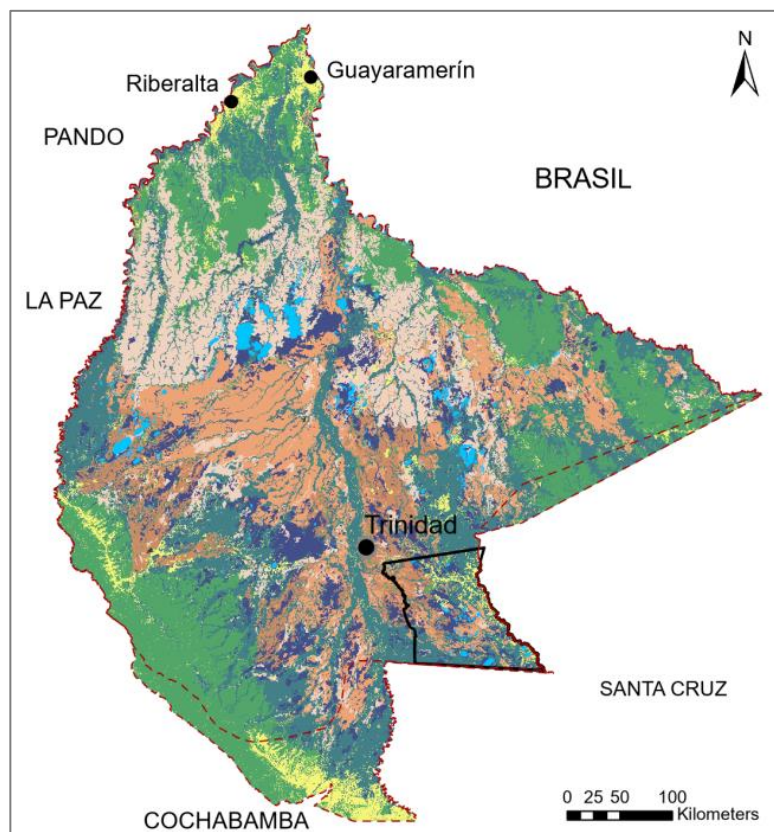 N
Guayaramerín
Riberalta
PANDO
BRASIL
LA PAZ
Trinidad
SANTA CRUZ
0 25 50 100
Kilometers
COCHABAMBA